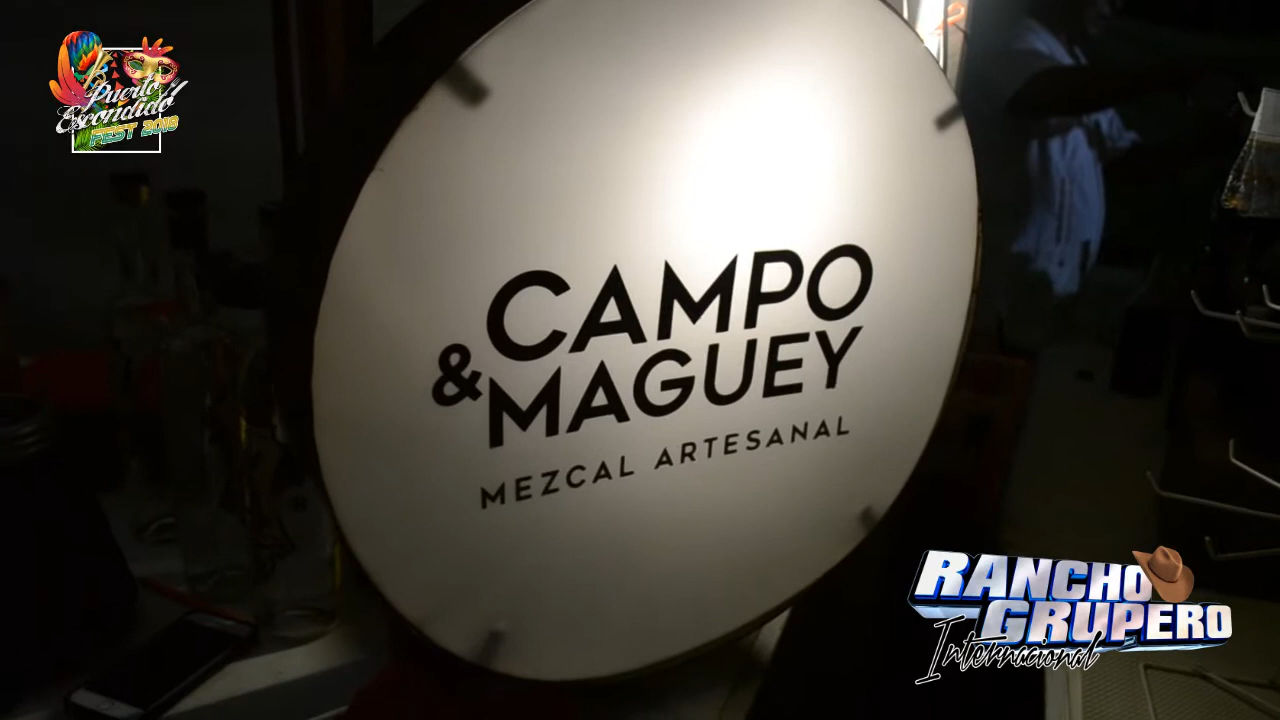 Puerto
Escondido
FEST 2018
CAMPO
& MAGUEY
MEZCAL ARTESANAL
RANCHO
GRUPERO
Internacional